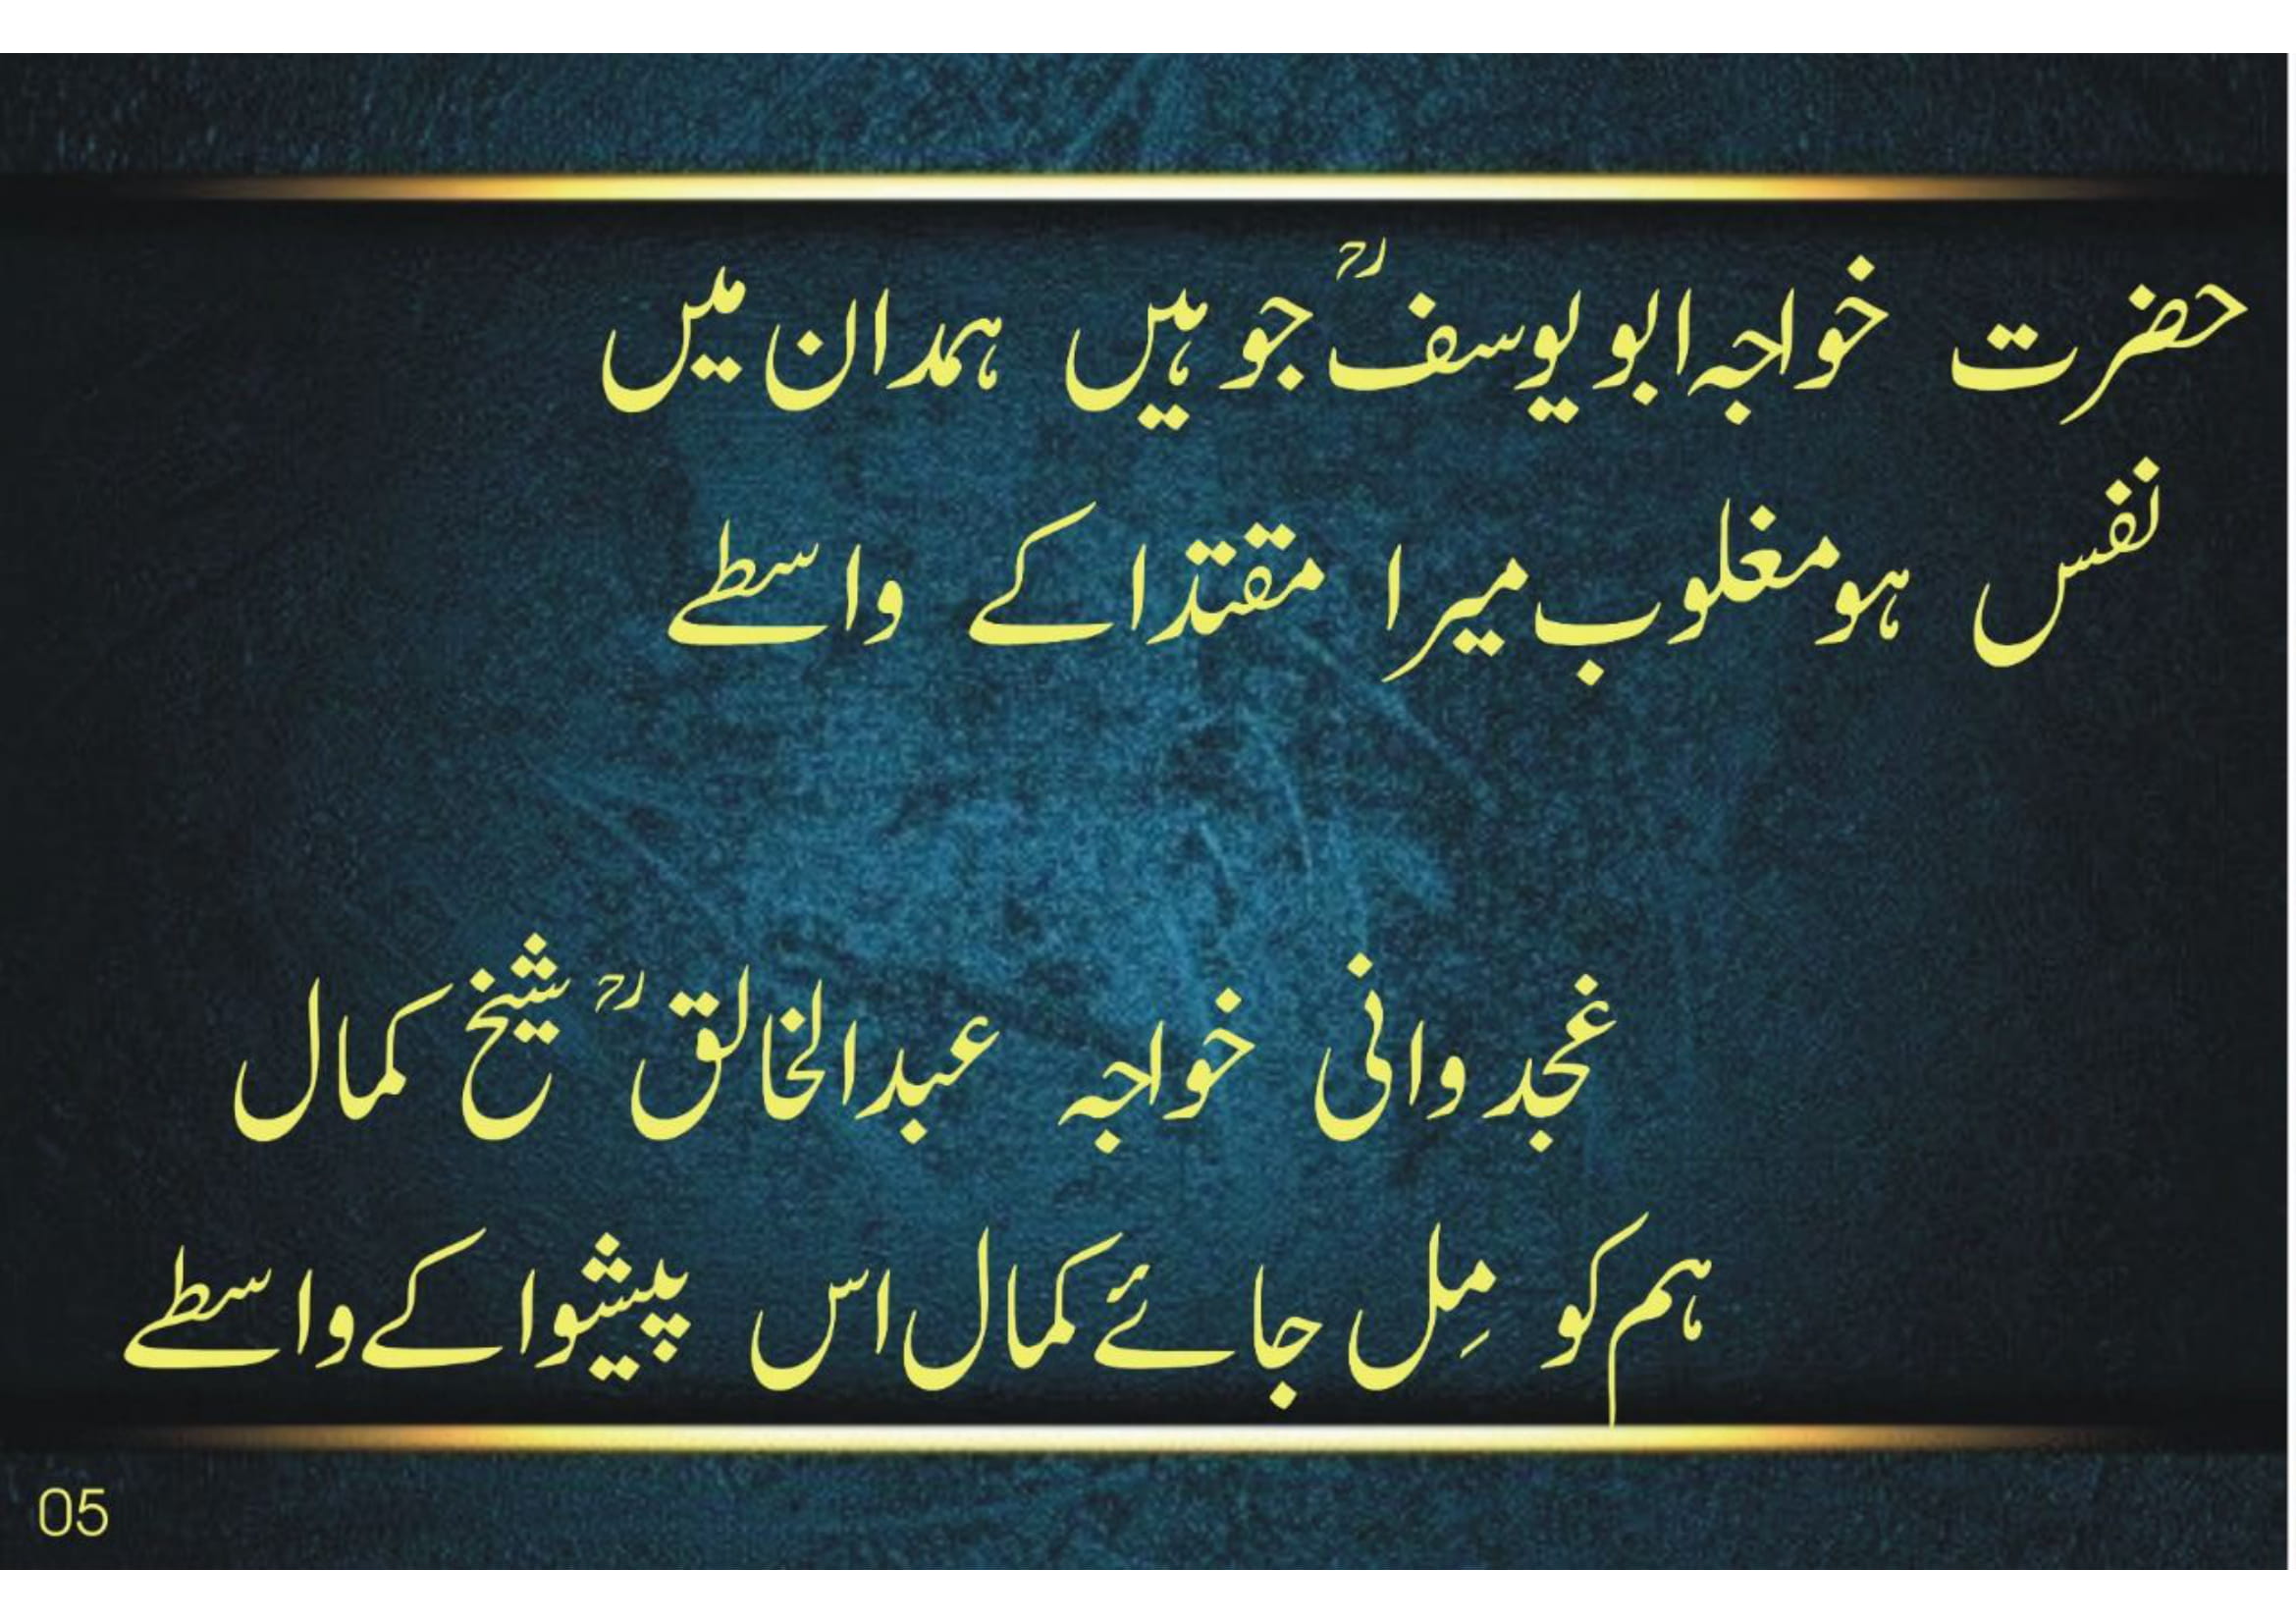 حضرت خواجہ ابو یوسفؒ جو ہیں ہمدان میں
نفس ہو مغلوب میرا مقتدا کے واسطے
غجدوانی خواجہ عبدالخالقؒ شیخ کمال
ہم کو مِل جائے کمال اس پیشوا کے واسطے
05